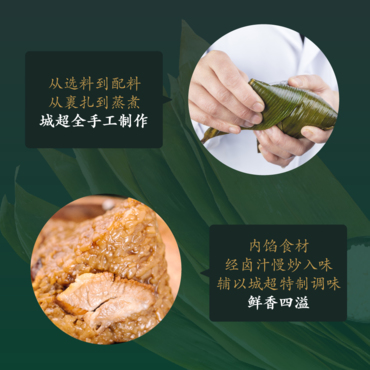 从选料到配料
从裹扎到蒸煮
城超全手工制作
内馅食材
经卤汁慢炒入味
辅以城超特制调味
鲜香四溢